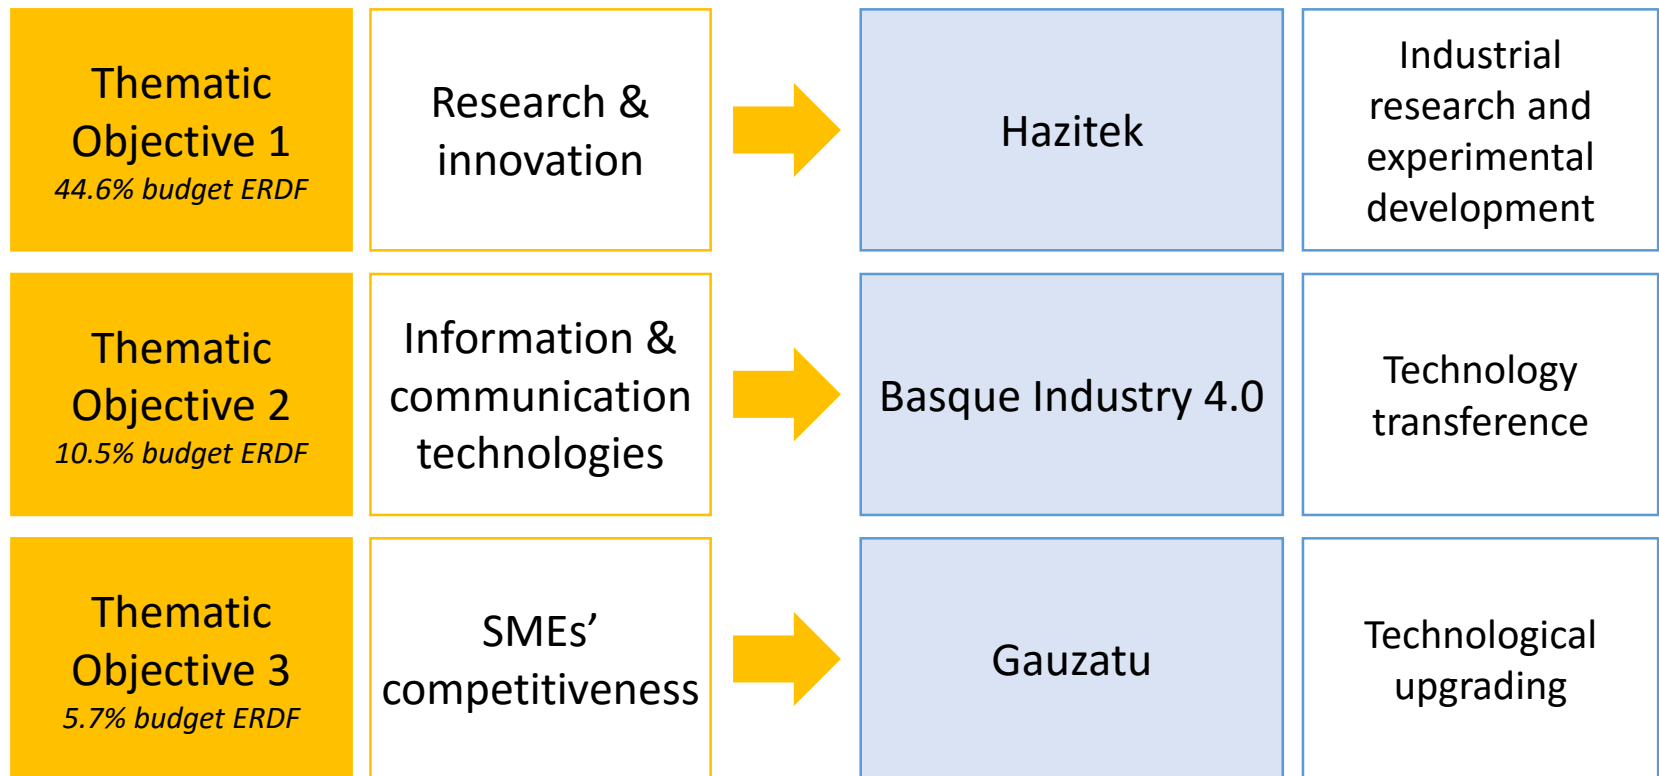 Thematic
Objective 1
44.6% budget ERDF
Research &
innovation
Hazitek
Industrial
research and
experimental
development
Thematic
Objective 2
10.5% budget ERDF
Information &
communication
technologies
Basque Industry 4.0
Technology
transference
Thematic
Objective 3
5.7% budget ERDF
SMEs’
competitiveness
Gauzatu
Technological
upgrading